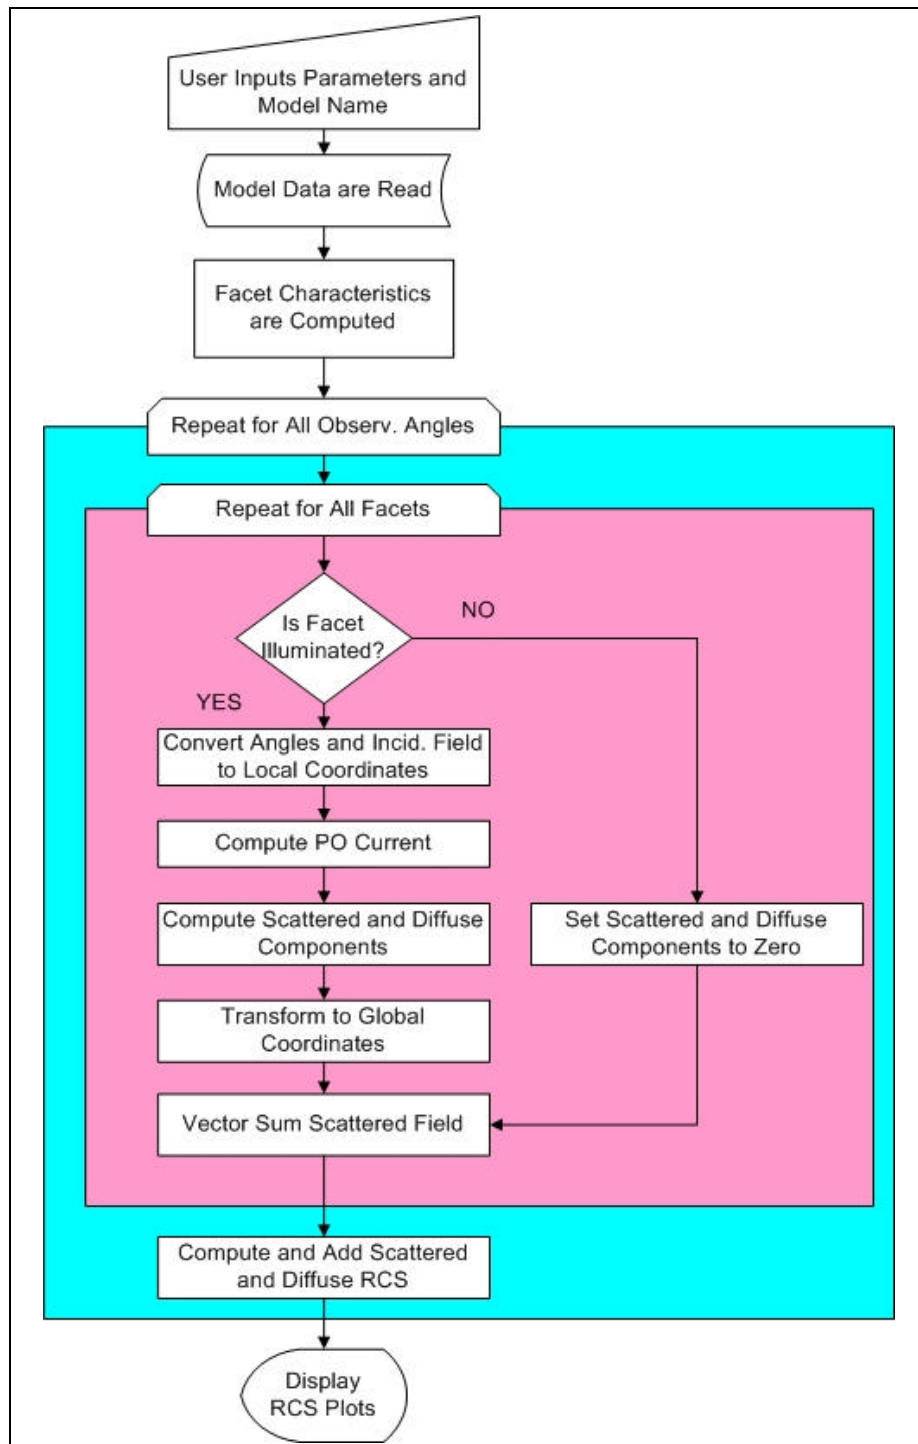 User Inputs Parameters and
Model Name
Model Data are Read
Facet Characteristics
are Computed
Repeat for All Observ. Angles
Repeat for All Facets
Is Facet
Illuminated?
NO
YES
Convert Angles and Incid. Field
to Local Coordinates
Compute PO Current
Compute Scattered and Diffuse
Components
Set Scattered and Diffuse
Components to Zero
Transform to Global
Coordinates
Vector Sum Scattered Field
Compute and Add Scattered
and Diffuse RCS
Display
RCS Plots